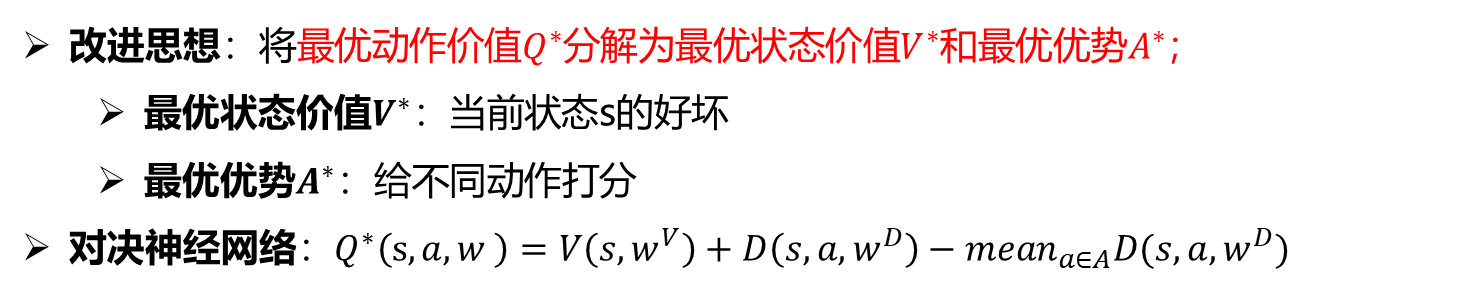 ➢ 改进思想：将最优动作价值Q*分解为最优状态价值V*和最优优势A*；
➢ 最优状态价值V*：当前状态s的好坏
➢ 最优优势A*：给不同动作打分
➢ 对决神经网络：Q*(s, a, w ) = V(s, w^V) + D(s, a, w^D) − mean_{a∈A}D(s, a, w^D)